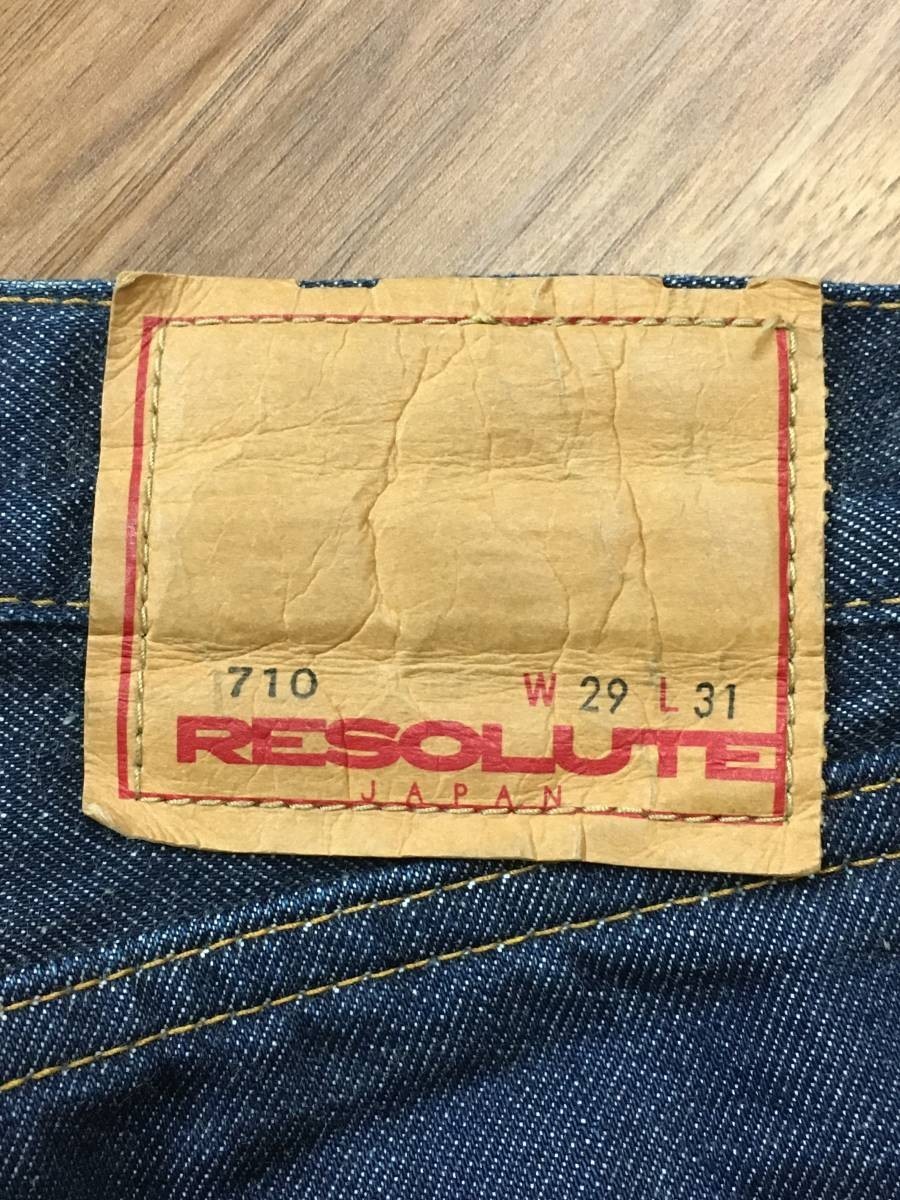 710 W 29 L 31
RESOLUTE
JAPAN